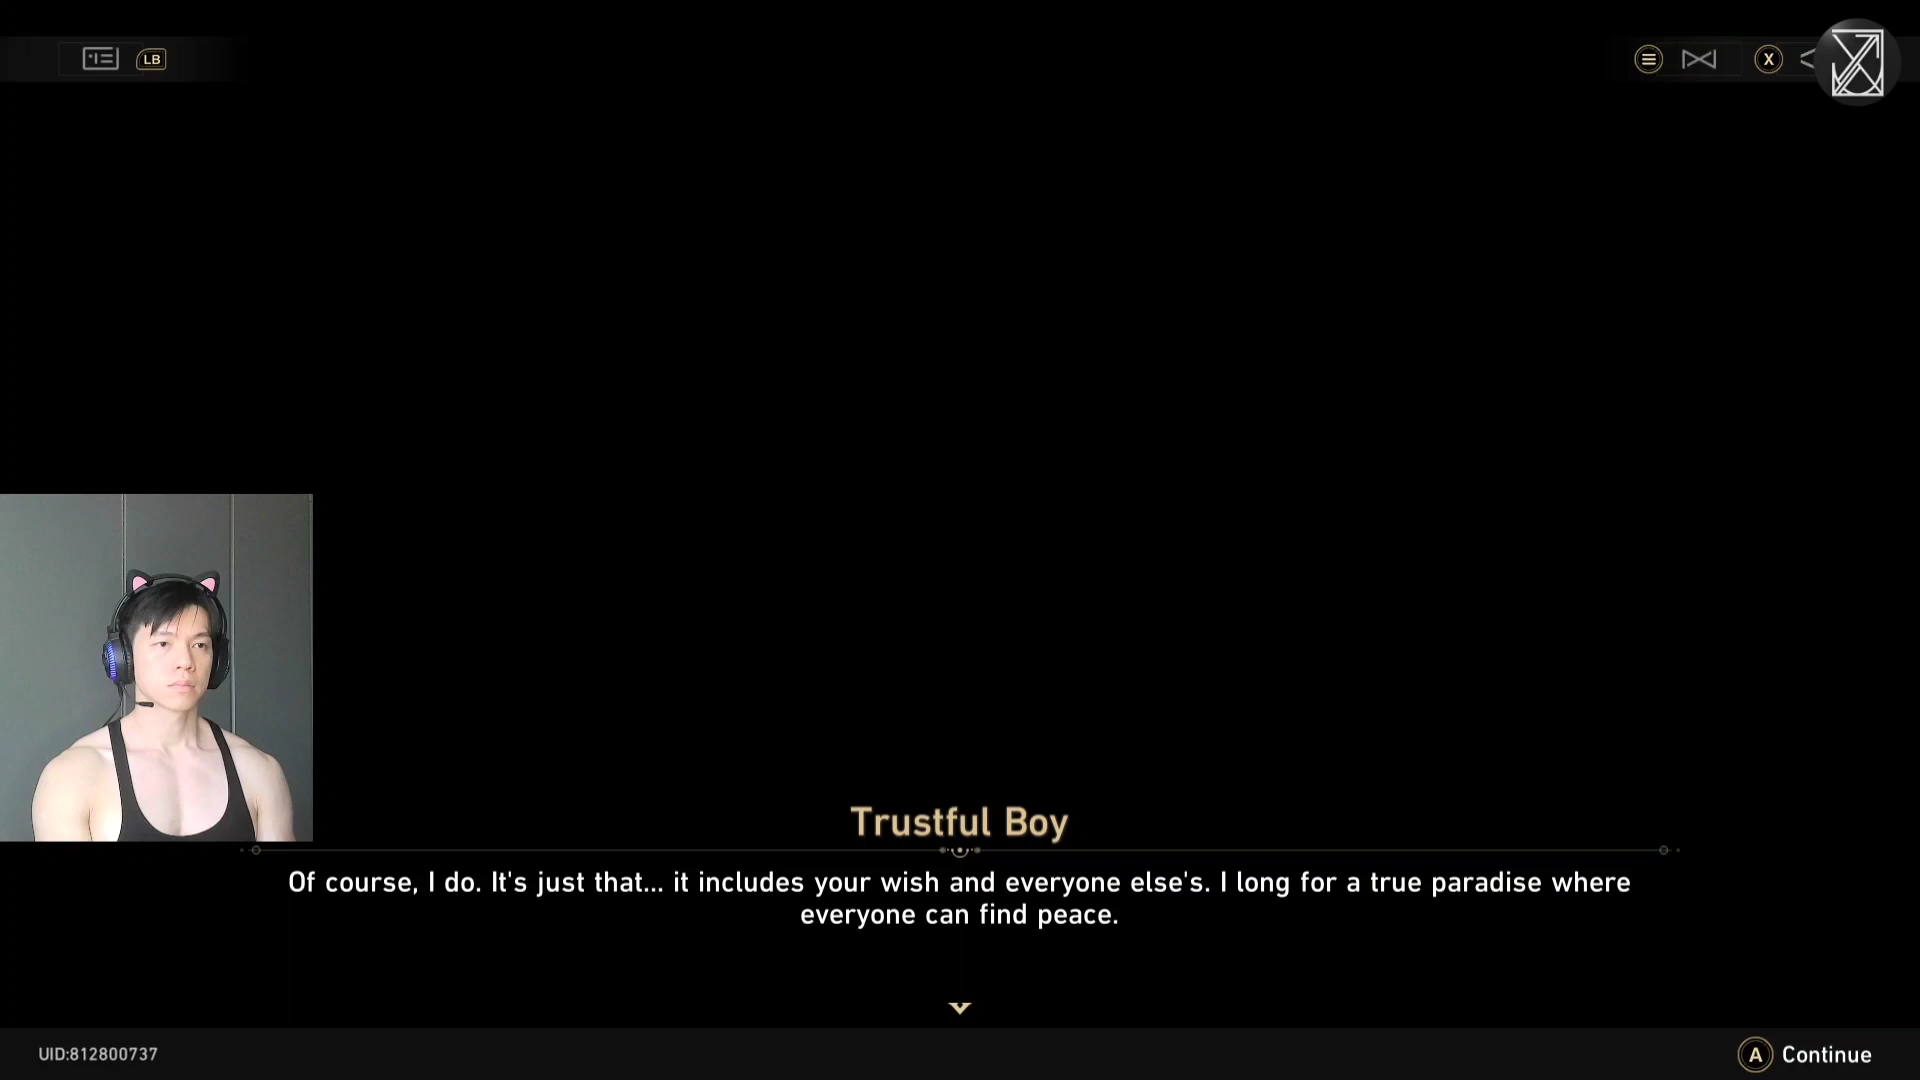 LB
X
Trustful Boy
Of course, I do. It's just that... it includes your wish and everyone else's. I long for a true paradise where
everyone can find peace.
UID:812800737
A Continue